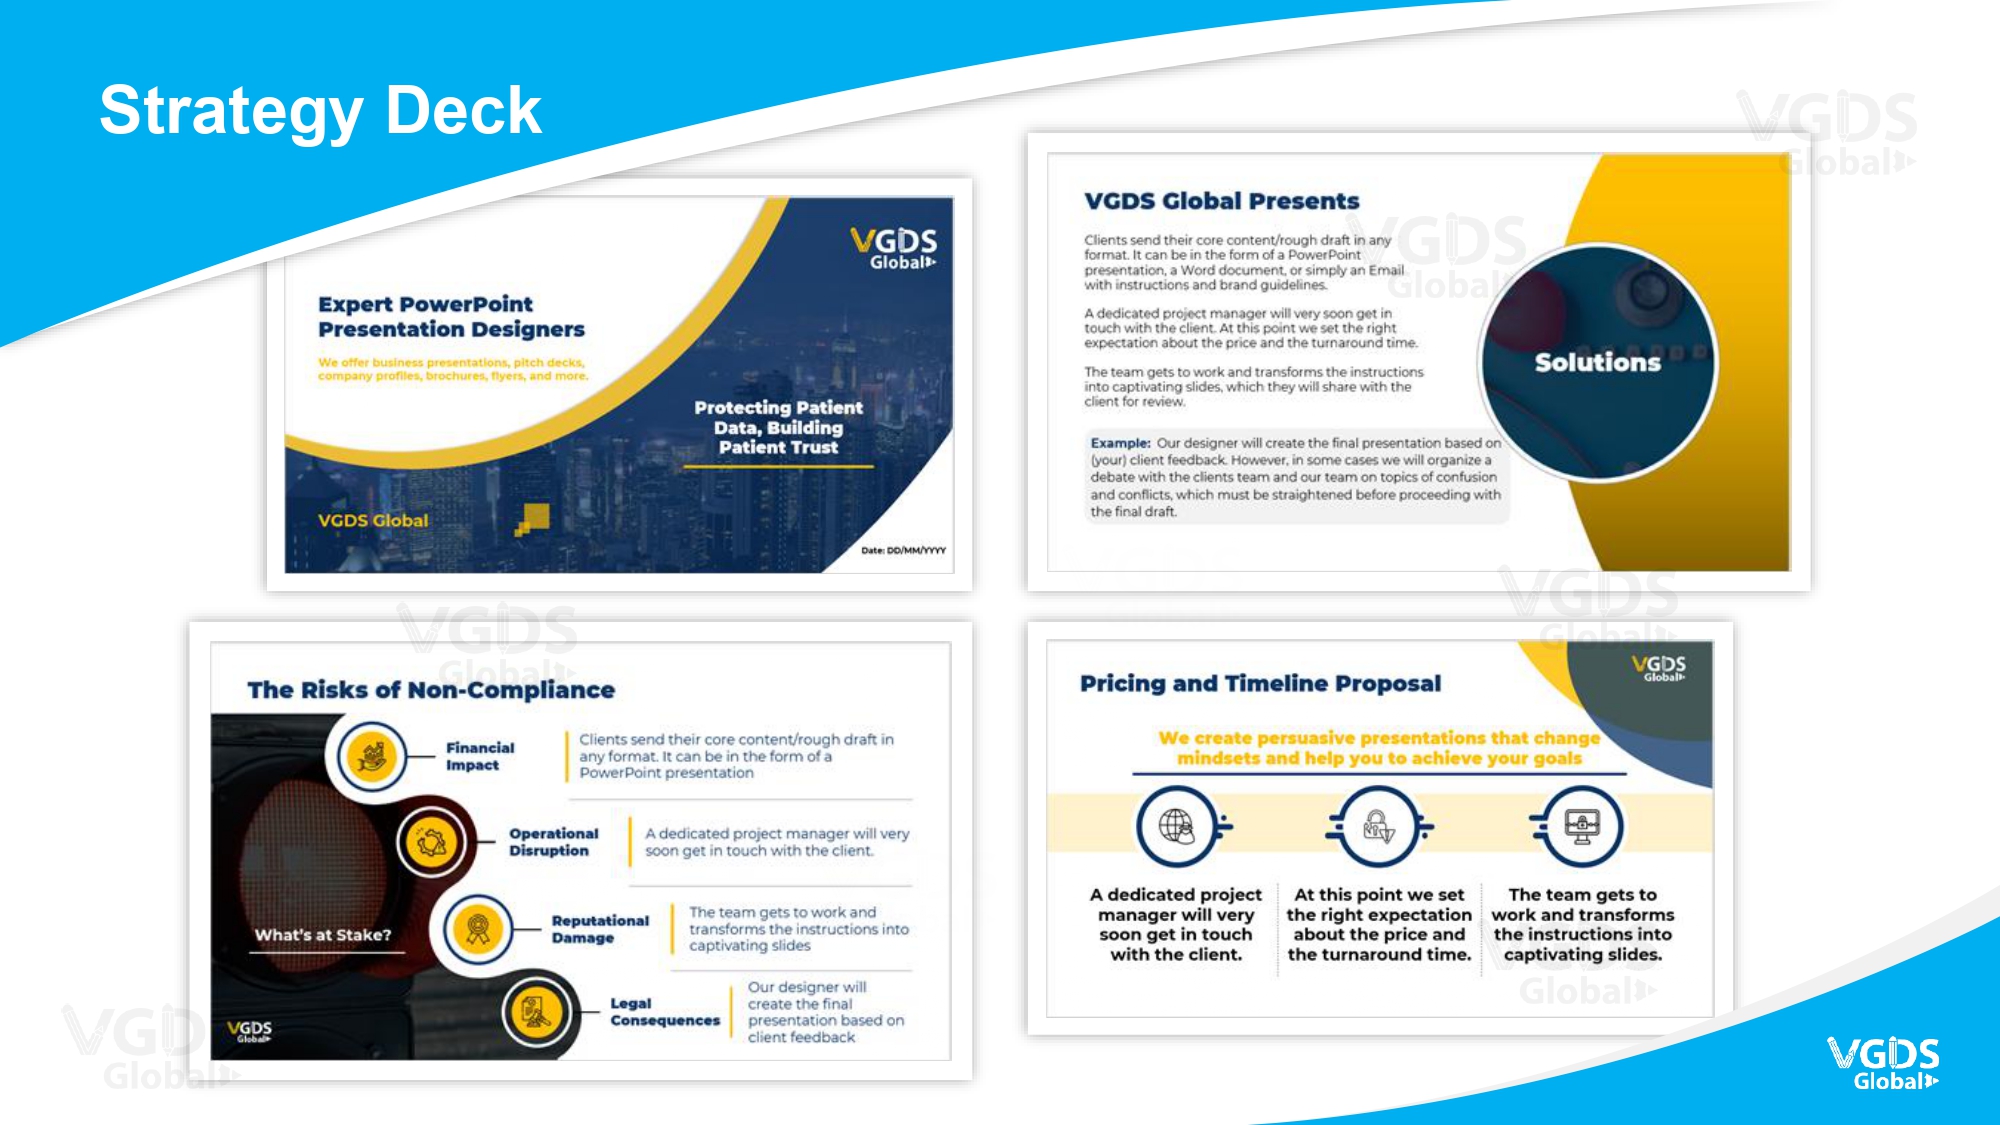 Strategy Deck
VGDS
Global
Expert PowerPoint
Presentation Designers
We offer business presentations, pitch decks,
company profiles, brochures, flyers, and more.
VGDS
Global
Protecting Patient
Data, Building
Patient Trust
VGDS Global
Date: DD/MM/YYYY
VGDS Global Presents
Clients send their core content/rough draft in any
format. It can be in the form of a PowerPoint
presentation, a Word document, or simply an Email
with instructions and brand guidelines.
A dedicated project manager will very soon get in
touch with the client. At this point we set the right
expectation about the price and the turnaround time.
The team gets to work and transforms the instructions
into captivating slides, which they will share with the
client for review.
Example: Our designer will create the final presentation based on
(your) client feedback. However, in some cases we will organize a
debate with the clients team and our team on topics of confusion
and conflicts, which must be straightened before proceeding with
the final draft.
Solutions
VGDS
Global
VGDS
Global
VGDS
Global
The Risks of Non-Compliance
Financial
Impact
Clients send their core content/rough draft in
any format. It can be in the form of a
PowerPoint presentation
Operational
Disruption
A dedicated project manager will very
soon get in touch with the client.
What's at Stake?
Reputational
Damage
The team gets to work and
transforms the instructions into
captivating slides
Legal
Consequences
Our designer will
create the final
presentation based on
client feedback
VGDS
Global
VGD
Global
Pricing and Timeline Proposal
VGDS
Global
We create persuasive presentations that change
mindsets and help you to achieve your goals
A dedicated project
manager will very
soon get in touch
with the client.
At this point we set
the right expectation
about the price and
the turnaround time.
The team gets to
work and transforms
the instructions into
captivating slides.
VGDS
Global
VGDS
Global